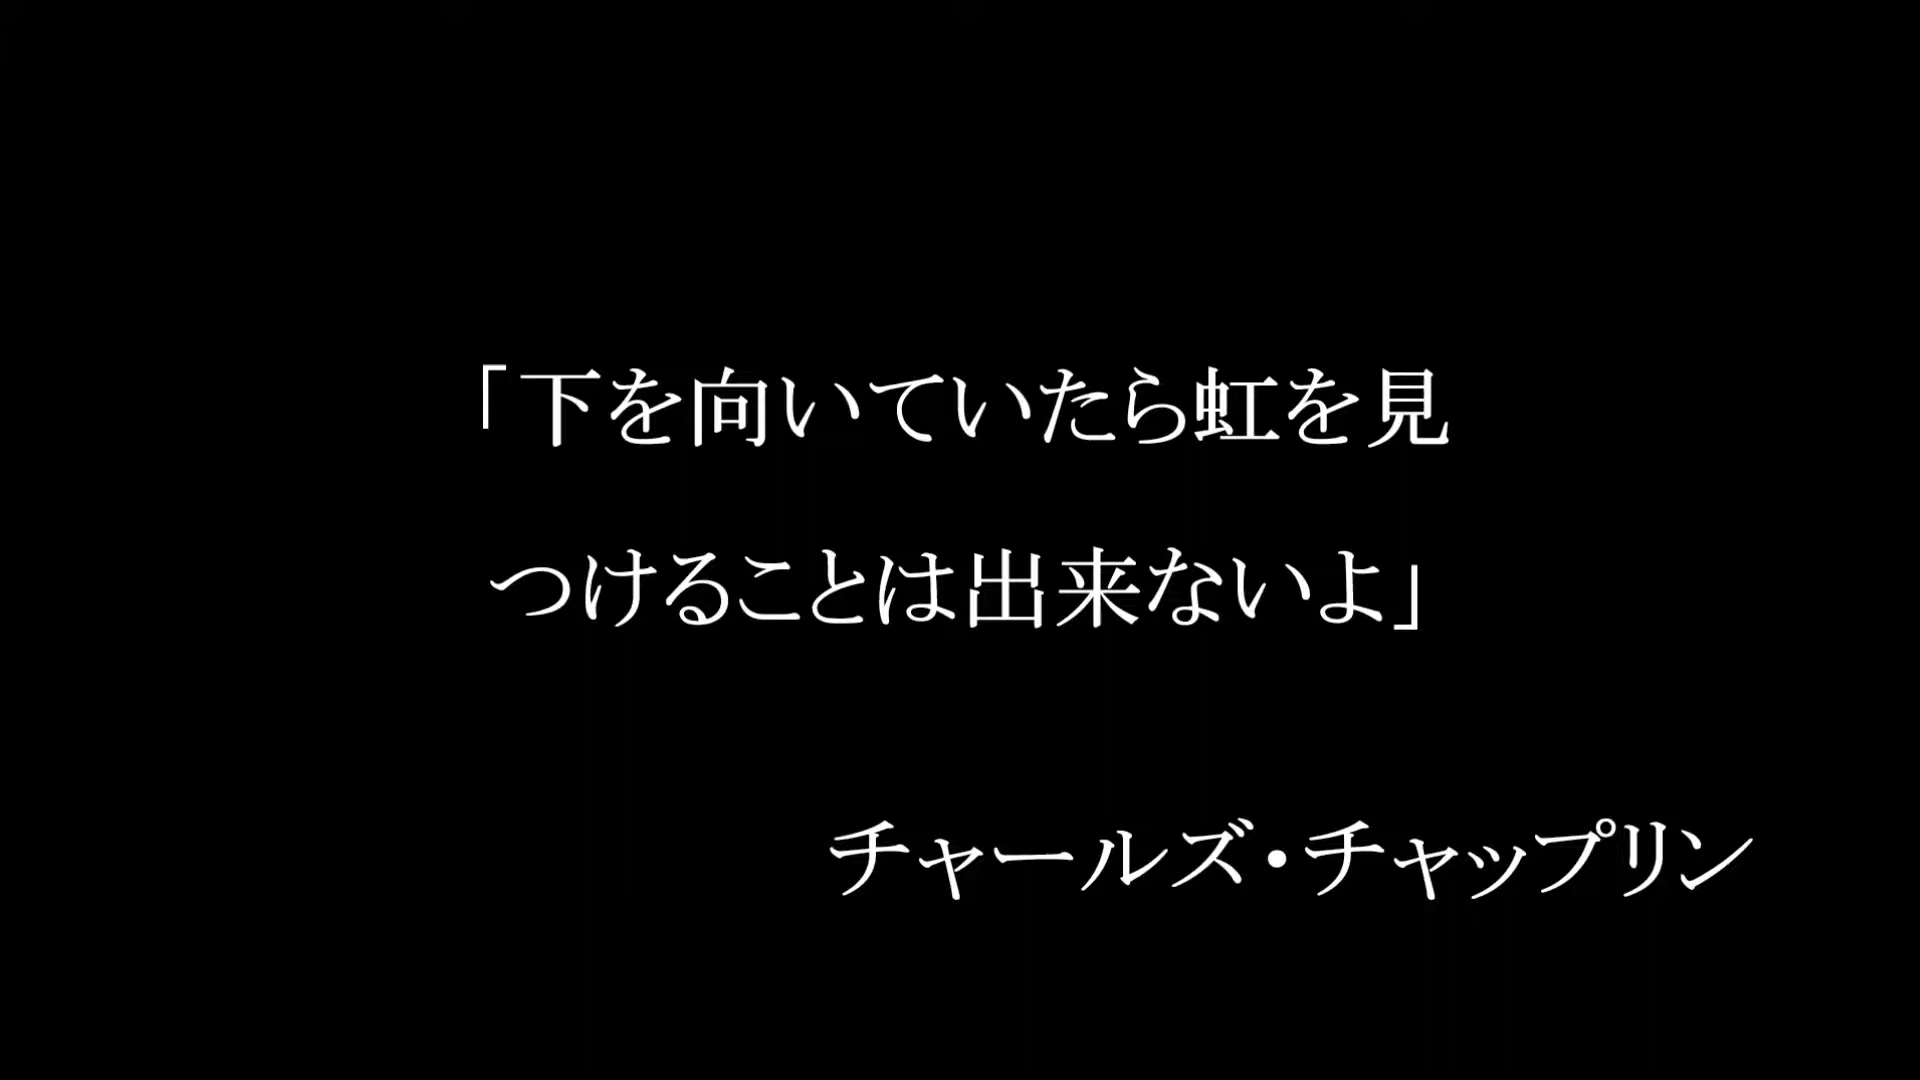 「下を向いていたら虹を見
つけることは出来ないよ」
チャールズ・チャップリン